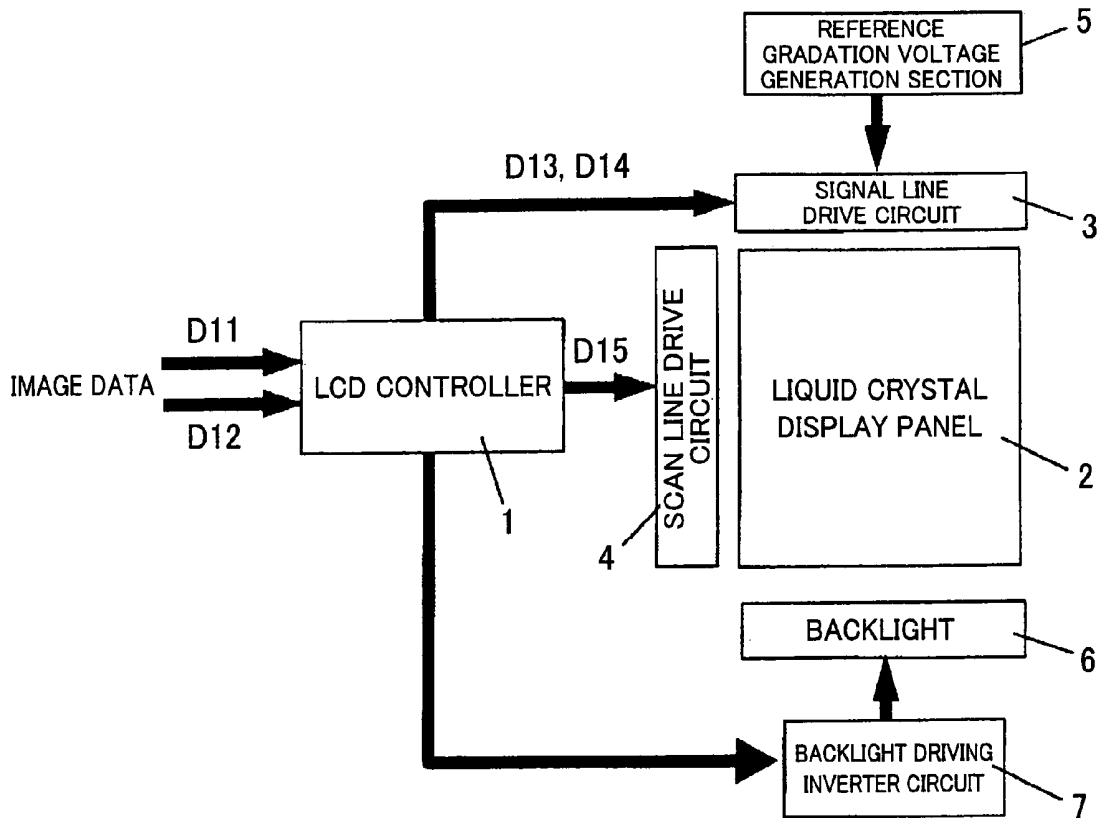 REFERENCE
GRADATION VOLTAGE
GENERATION SECTION
5
D13, D14
SIGNAL LINE
DRIVE CIRCUIT
3
D11
IMAGE DATA
D12
LCD CONTROLLER
1
D15
SCAN LINE DRIVE
CIRCUIT
4
LIQUID CRYSTAL
DISPLAY PANEL
2
BACKLIGHT
6
BACKLIGHT DRIVING
INVERTER CIRCUIT
7